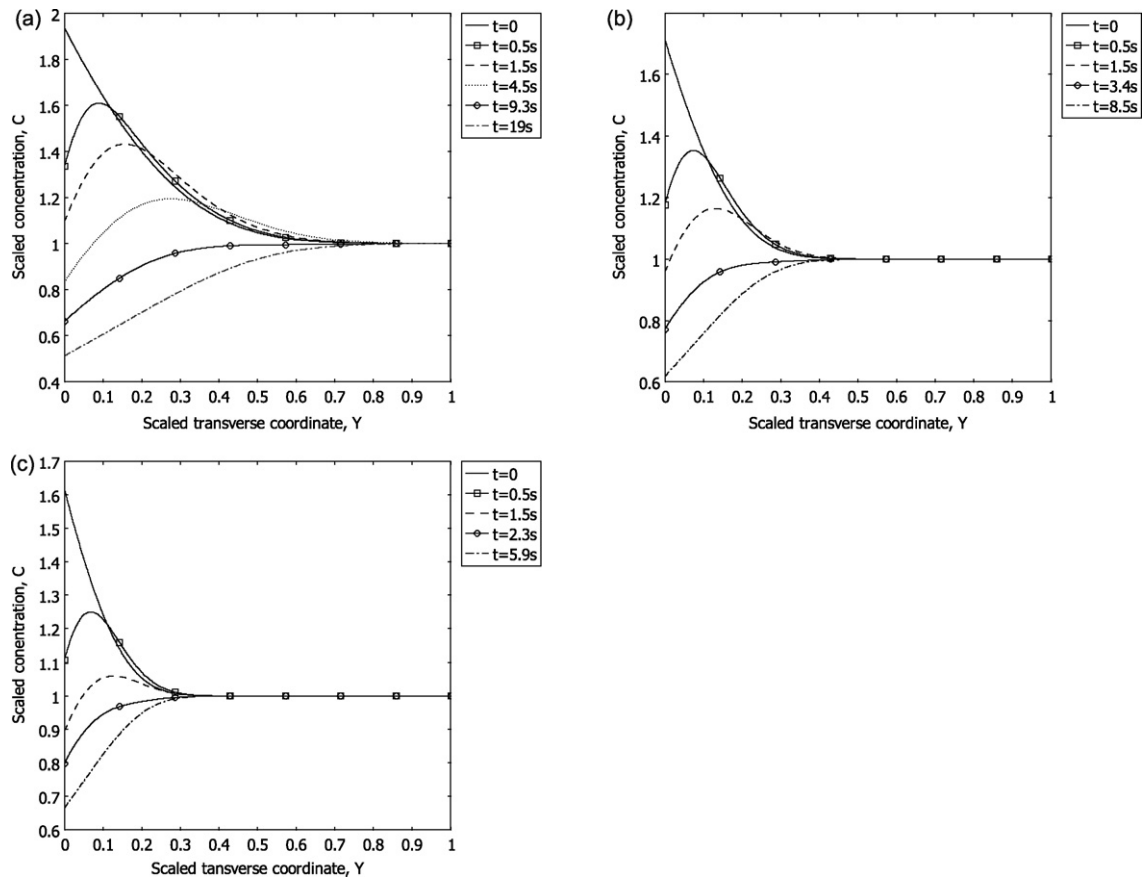 (a)
2
1.8
1.6
1.4
1.2
1
0.8
0.6
0.4
0 0.1 0.2 0.3 0.4 0.5 0.6 0.7 0.8 0.9 1
Scaled concentration, C
Scaled transverse coordinate, Y
t=0
t=0.5s
t=1.5s
t=4.5s
t=9.3s
t=19s
(b)
1.6
1.4
1.2
1
0.8
0.6
0 0.1 0.2 0.3 0.4 0.5 0.6 0.7 0.8 0.9 1
Scaled concentration, C
Scaled transverse coordinate, Y
t=0
t=0.5s
t=1.5s
t=3.4s
t=8.5s
(c)
1.7
1.6
1.5
1.4
1.3
1.2
1.1
1
0.9
0.8
0.7
0.6
0 0.1 0.2 0.3 0.4 0.5 0.6 0.7 0.8 0.9 1
Scaled conentration, C
Scaled tansverse coordinate, Y
t=0
t=0.5s
t=1.5s
t=2.3s
t=5.9s